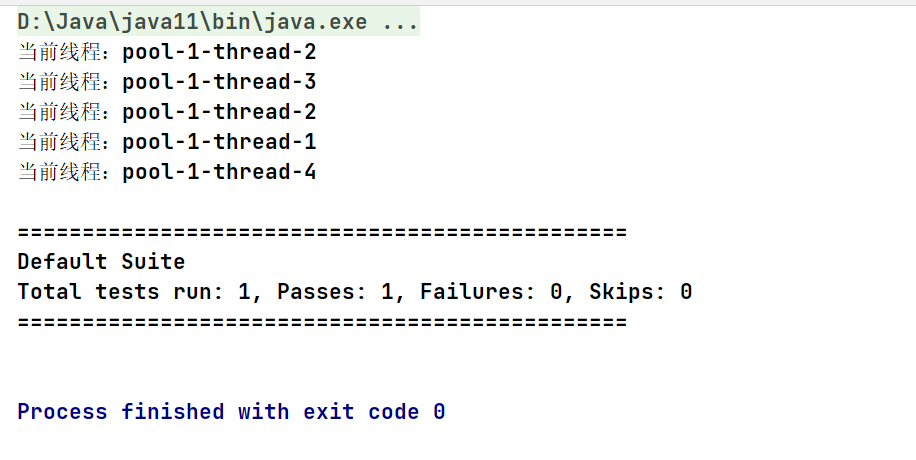 D:\Java\java11\bin\java.exe ...
当前线程：pool-1-thread-2
当前线程：pool-1-thread-3
当前线程：pool-1-thread-2
当前线程：pool-1-thread-1
当前线程：pool-1-thread-4
===============================================
Default Suite
Total tests run: 1, Passes: 1, Failures: 0, Skips: 0
===============================================
Process finished with exit code 0